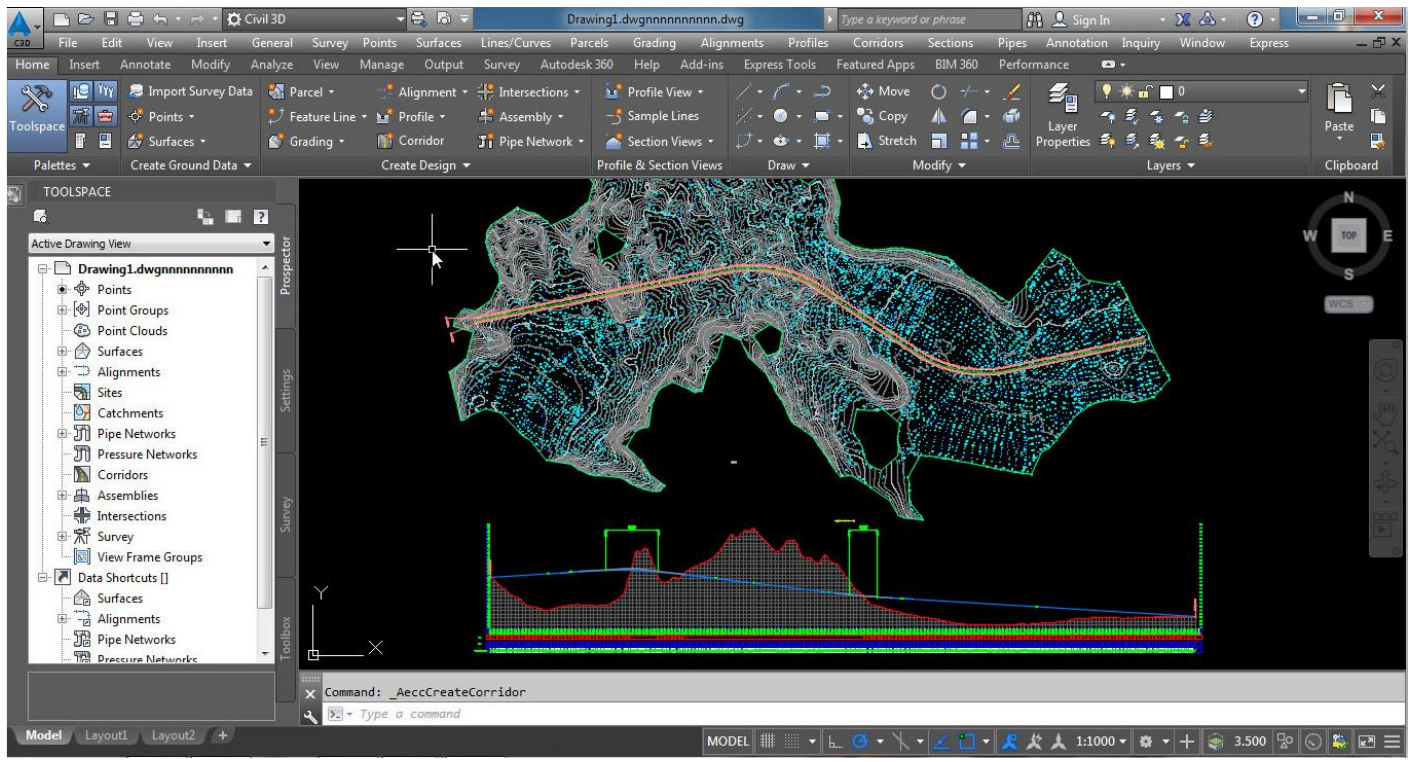 Civil 3D Drawing1.dwgnnnnnnnnnn.dwg Type a keyword or phrase Sign In
C3D File Edit View Insert General Survey Points Surfaces Lines/Curves Parcels Grading Alignments Profiles Corridors Sections Pipes Annotation Inquiry Window Express
Home Insert Annotate Modify Analyze View Manage Output Survey Autodesk 360 Help Add-ins Express Tools Featured Apps BIM 360 Performance
Import Survey Data Parcel Alignment Intersections Profile View Move 0
Toolspace Points Feature Line Profile Assembly Sample Lines Copy Layer Properties Paste
Surfaces Grading Corridor Pipe Network Section Views Stretch
Palettes Create Ground Data Create Design Profile & Section Views Draw Modify Layers Clipboard
TOOLSPACE
Active Drawing View
Drawing1.dwgnnnnnnnnnn
Points
Point Groups
Point Clouds
Surfaces
Alignments
Sites
Catchments
Pipe Networks
Pressure Networks
Corridors
Assemblies
Intersections
Survey
View Frame Groups
Data Shortcuts []
Surfaces
Alignments
Pipe Networks
Pressure Networks
Prospector
Settings
Survey
Toolbox
N
W TOP E
S
WCS
Y
X
Command: _AeccCreateCorridor
Type a command
Model Layout1 Layout2 + MODEL 1:1000 3.500